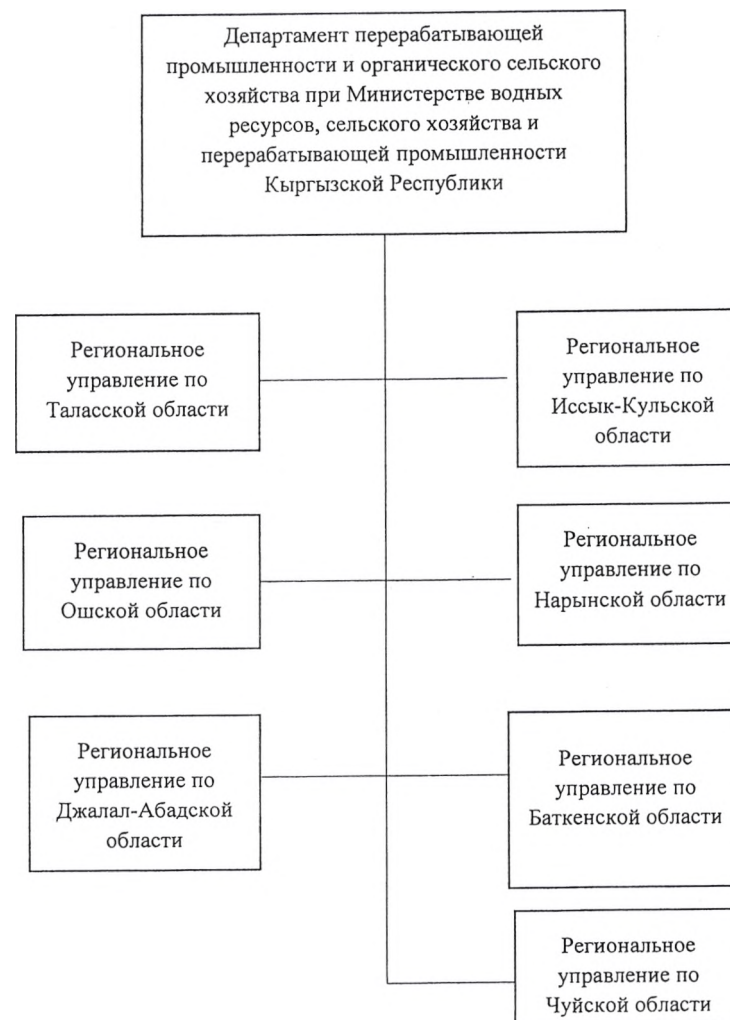 Департамент перерабатывающей
промышленности и органического сельского
хозяйства при Министерстве водных
ресурсов, сельского хозяйства и
перерабатывающей промышленности
Кыргызской Республики
Региональное
управление по
Таласской области
Региональное
управление по
Иссык-Кульской
области
Региональное
управление по
Ошской области
Региональное
управление по
Нарынской области
Региональное
управление по
Джалал-Абадской
области
Региональное
управление по
Баткенской области
Региональное
управление по
Чуйской области